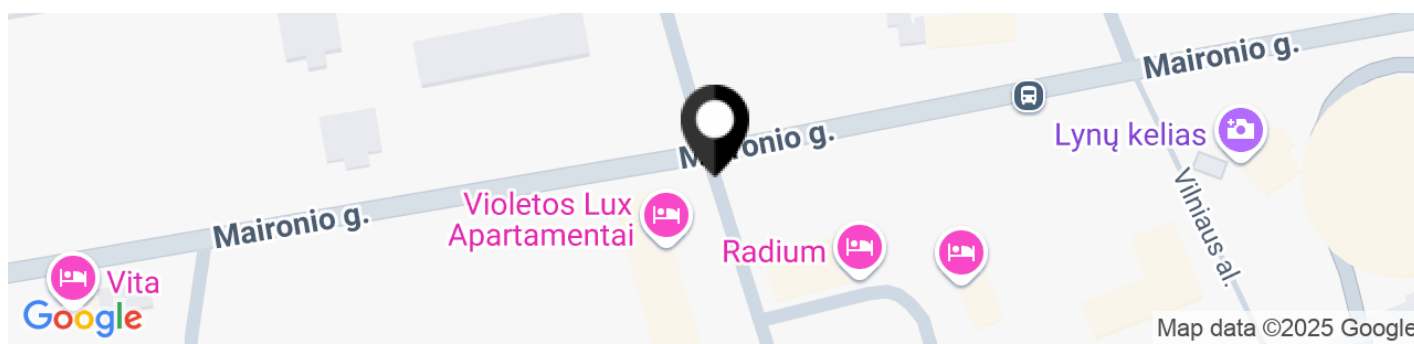 Maironio g.
Lynų kelias
Maironio g.
Vilniaus al.
Violetos Lux
Apartamentai
Maironio g.
Radium
Vita
Google
Map data ©2025 Google